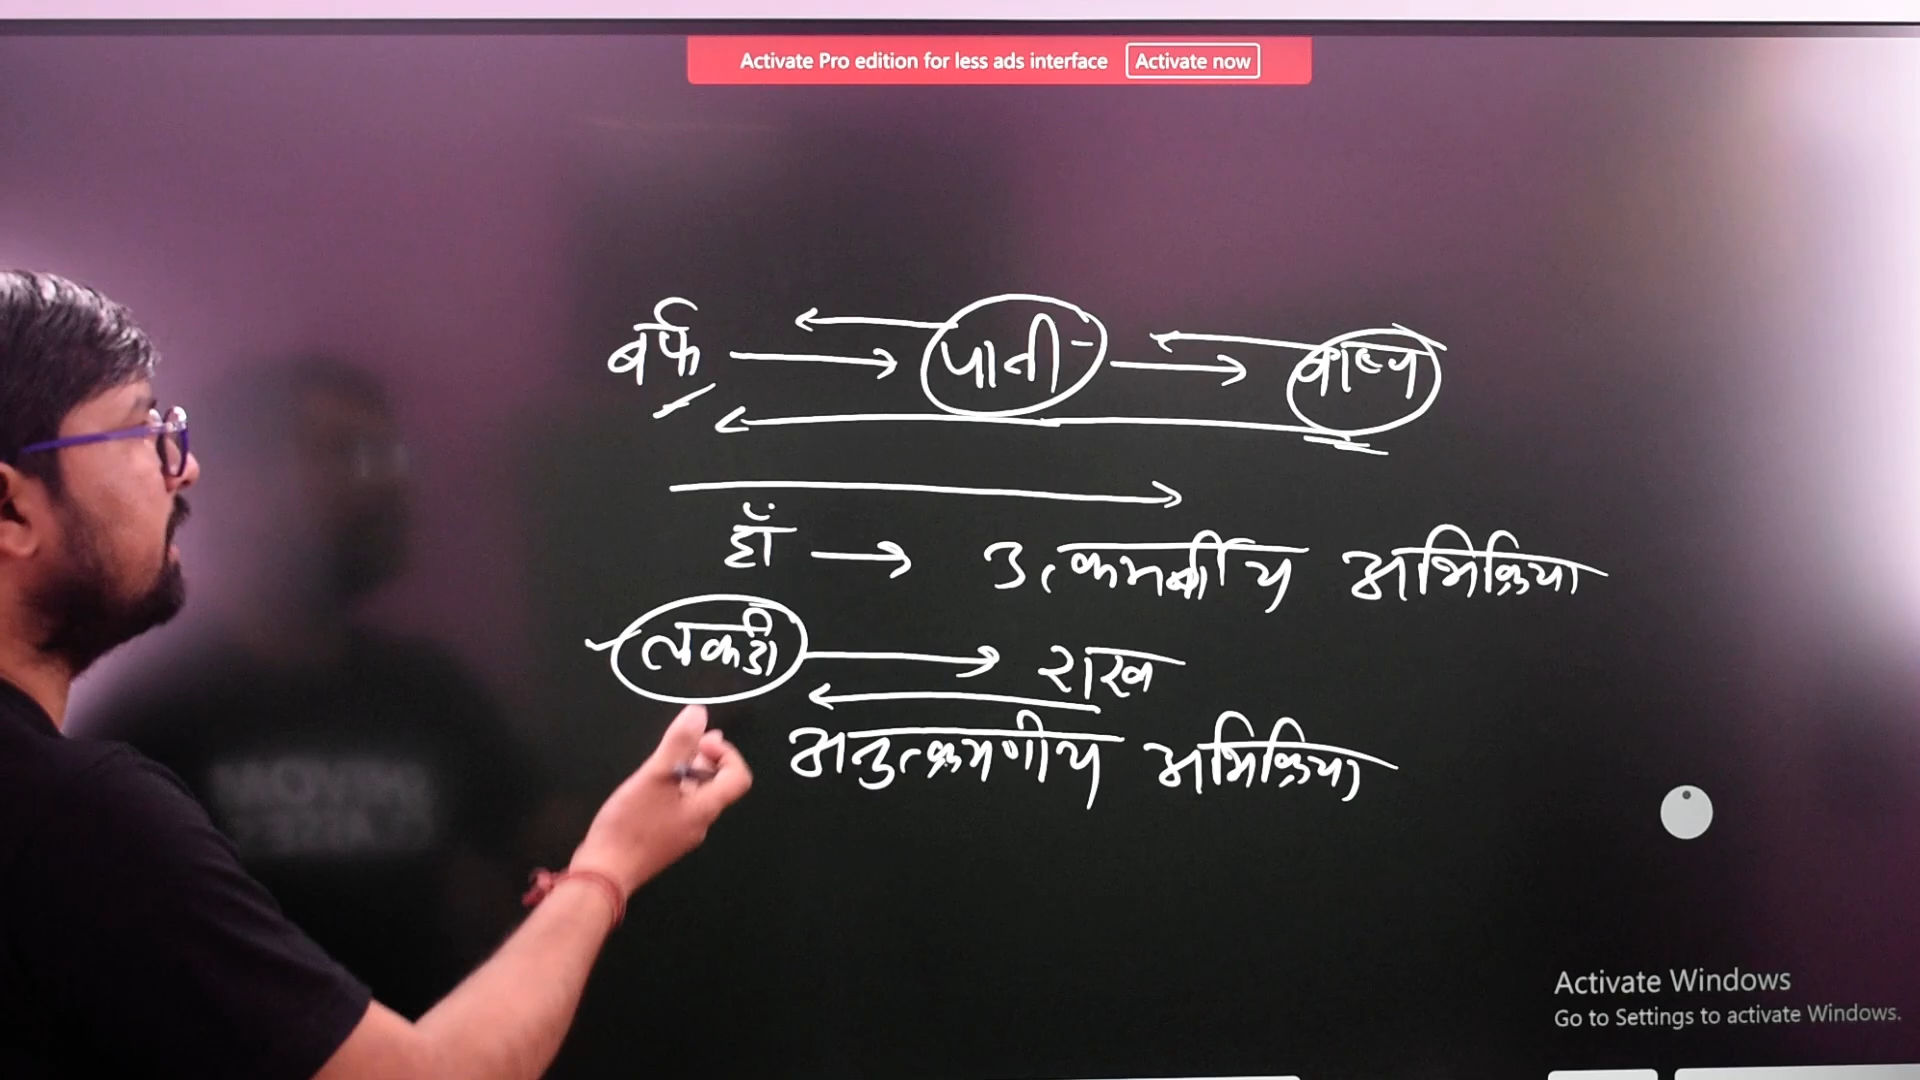 Activate Pro edition for less ads interface Activate now
बर्फ पानी वाष्प
हाँ उत्क्रमणीय अभिक्रिया
लकडी राख
अनुत्क्रमणीय अभिक्रिया
Activate Windows
Go to Settings to activate Windows.